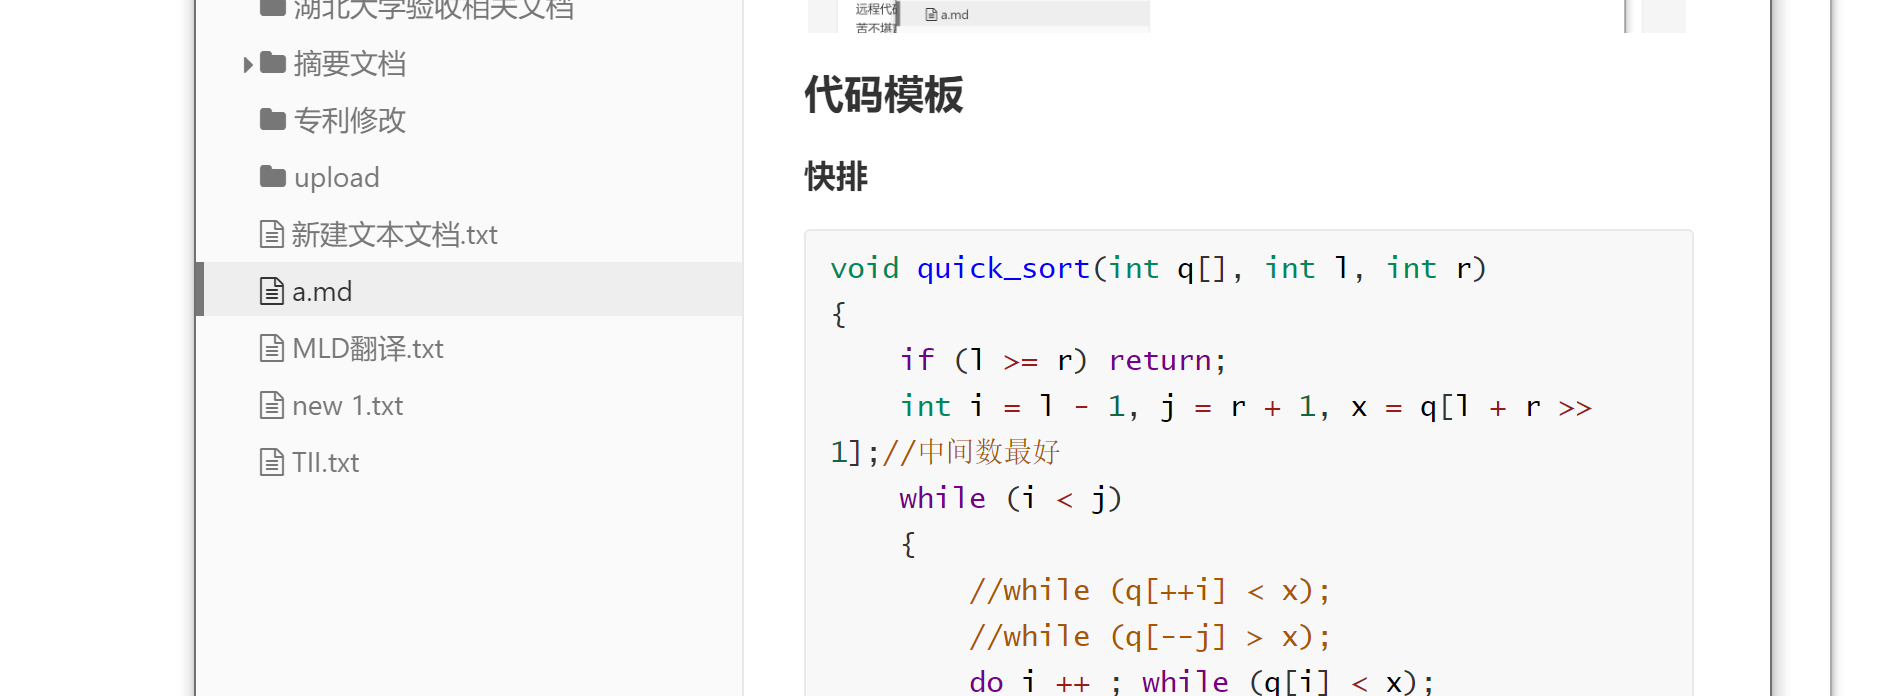 湖北大学验收相关文档
摘要文档
专利修改
upload
新建文本文档.txt
a.md
MLD翻译.txt
new 1.txt
TII.txt
远程代码
a.md
苦不堪
代码模板
快排
void quick_sort(int q[], int l, int r)
{
    if (l >= r) return;
    int i = l - 1, j = r + 1, x = q[l + r >>
1];//中间数最好
    while (i < j)
    {
        //while (q[++i] < x);
        //while (q[--j] > x);
        do i ++ ; while (q[i] < x);